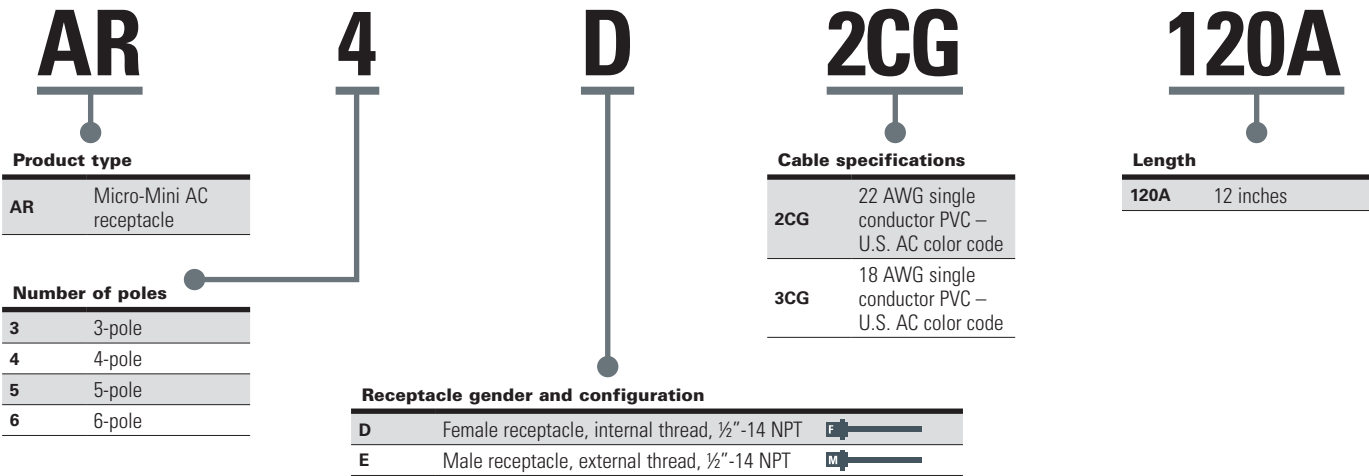 AR 4 D 2CG 120A
Product type
AR Micro-Mini AC
receptacle
Number of poles
3 3-pole
4 4-pole
5 5-pole
6 6-pole
Receptacle gender and configuration
D Female receptacle, internal thread, ½"-14 NPT F
E Male receptacle, external thread, ½"-14 NPT M
Cable specifications
2CG 22 AWG single
conductor PVC –
U.S. AC color code
3CG 18 AWG single
conductor PVC –
U.S. AC color code
Length
120A 12 inches